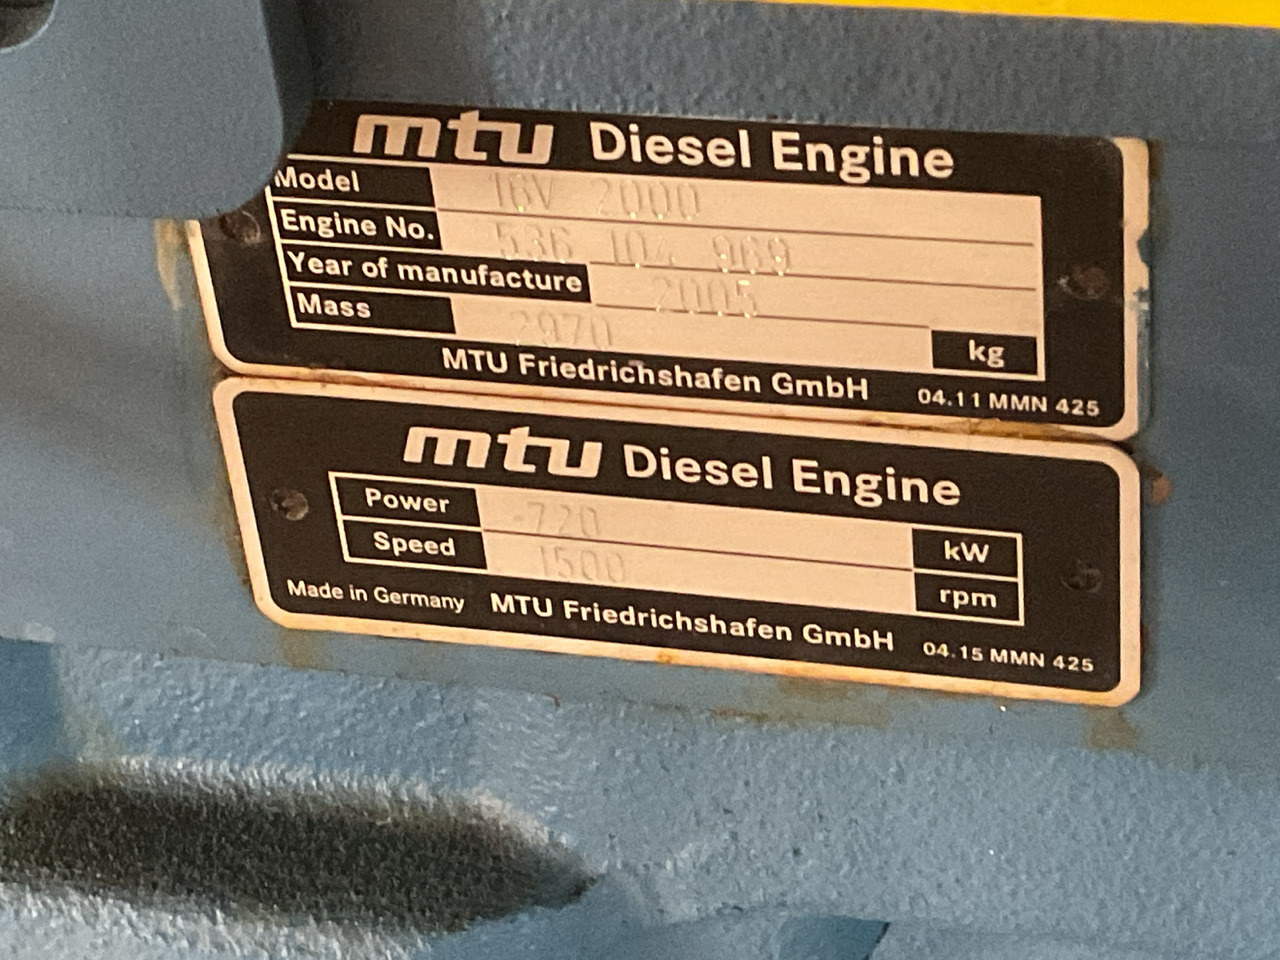 mtu Diesel Engine
Model 16V 2000
Engine No. 536 104 969
Year of manufacture 2005
Mass 2970 kg
MTU Friedrichshafen GmbH 04.11 MMN 425
mtu Diesel Engine
Power 720 kW
Speed 1500 rpm
Made in Germany MTU Friedrichshafen GmbH 04.15 MMN 425